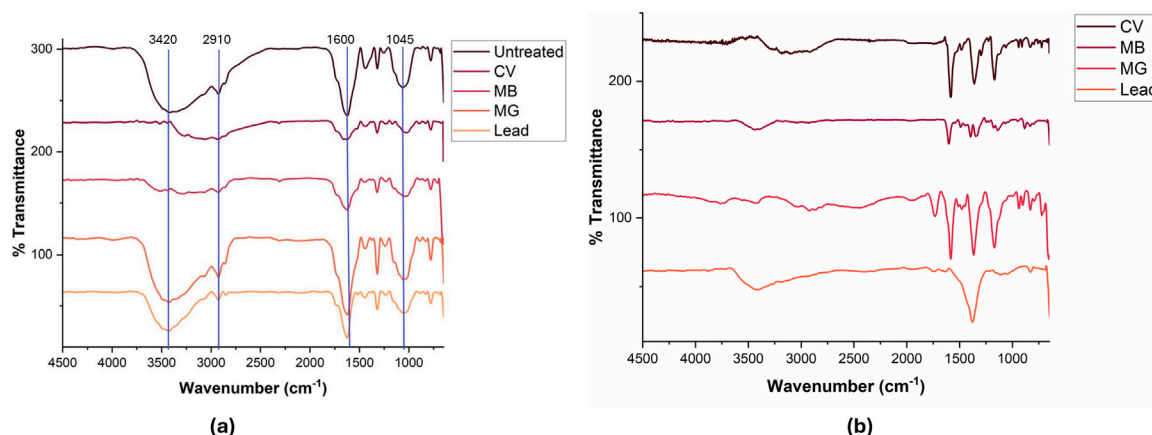 3420 2910 1600 1045
Untreated
CV
MB
MG
Lead
300
200
100
% Transmittance
4500 4000 3500 3000 2500 2000 1500 1000
Wavenumber (cm⁻¹)
(a)
CV
MB
MG
Lead
200
100
% Transmittance
4500 4000 3500 3000 2500 2000 1500 1000
Wavenumber (cm⁻¹)
(b)